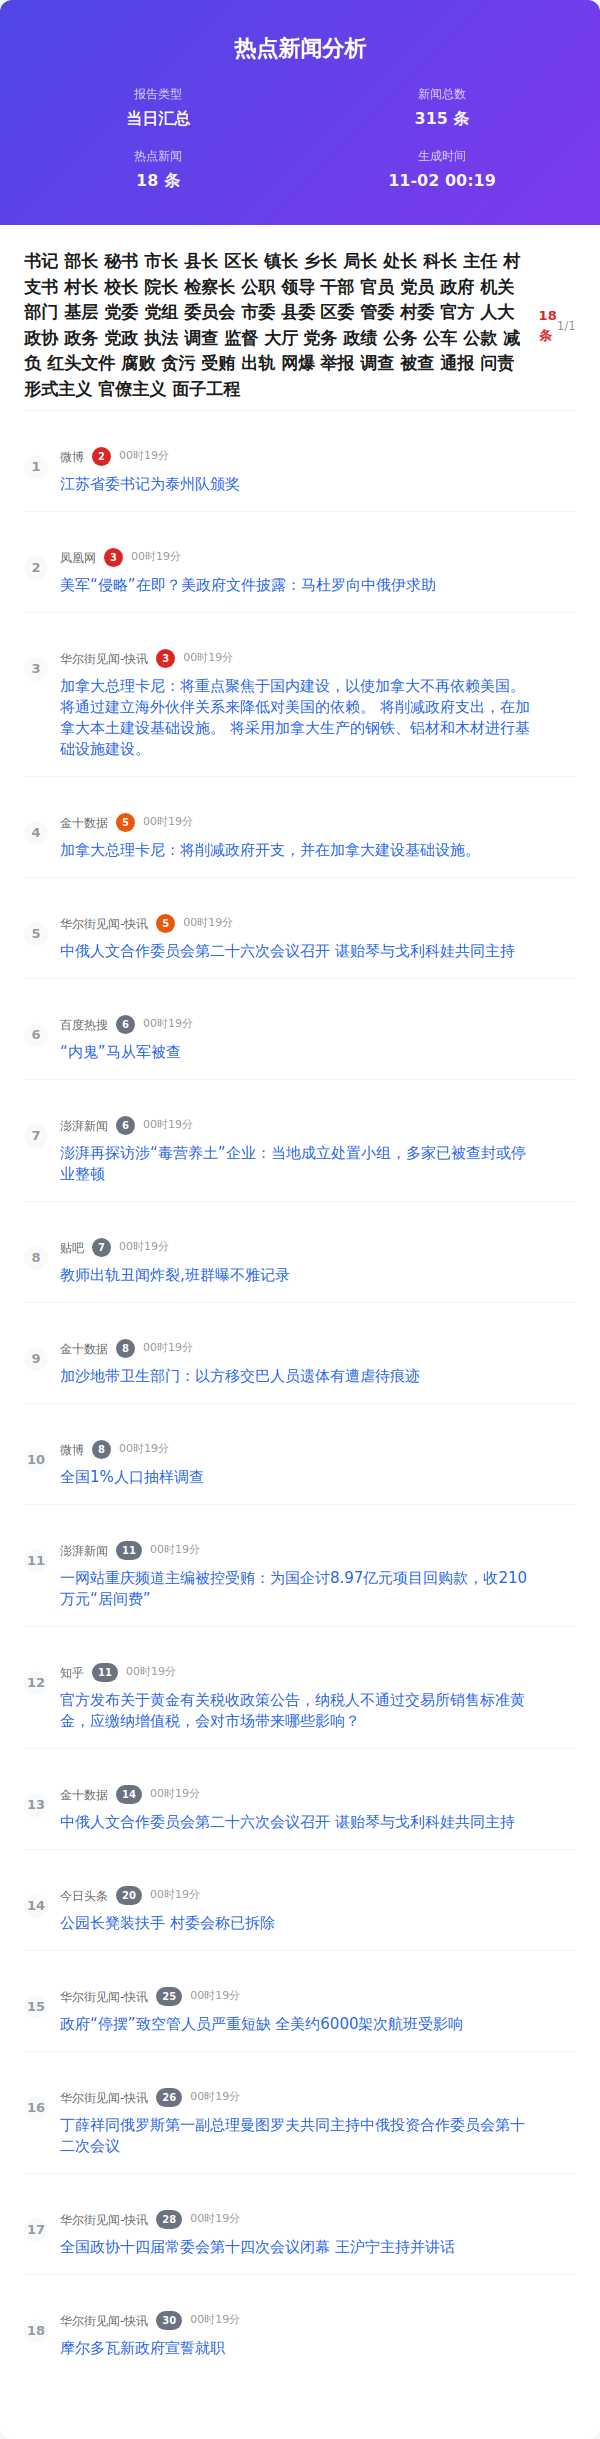 热点新闻分析
报告类型
新闻总数
当日汇总
315 条
热点新闻
生成时间
18 条
11-02 00:19
书记 部长 秘书 市长 县长 区长 镇长 乡长 局长 处长 科长 主任 村
支书 村长 校长 院长 检察长 公职 领导 干部 官员 党员 政府 机关
部门 基层 党委 党组 委员会 市委 县委 区委 管委 村委 官方 人大
政协 政务 党政 执法 调查 监督 大厅 党务 政绩 公务 公车 公款 减
负 红头文件 腐败 贪污 受贿 出轨 网爆 举报 调查 被查 通报 问责
形式主义 官僚主义 面子工程
18
条
1/1
1
微博 2 00时19分
江苏省委书记为泰州队颁奖
2
凤凰网 3 00时19分
美军“侵略”在即？美政府文件披露：马杜罗向中俄伊求助
3
华尔街见闻-快讯 3 00时19分
加拿大总理卡尼：将重点聚焦于国内建设，以使加拿大不再依赖美国。
将通过建立海外伙伴关系来降低对美国的依赖。 将削减政府支出，在加
拿大本土建设基础设施。 将采用加拿大生产的钢铁、铝材和木材进行基
础设施建设。
4
金十数据 5 00时19分
加拿大总理卡尼：将削减政府开支，并在加拿大建设基础设施。
5
华尔街见闻-快讯 5 00时19分
中俄人文合作委员会第二十六次会议召开 谌贻琴与戈利科娃共同主持
6
百度热搜 6 00时19分
“内鬼”马从军被查
7
澎湃新闻 6 00时19分
澎湃再探访涉“毒营养土”企业：当地成立处置小组，多家已被查封或停
业整顿
8
贴吧 7 00时19分
教师出轨丑闻炸裂,班群曝不雅记录
9
金十数据 8 00时19分
加沙地带卫生部门：以方移交巴人员遗体有遭虐待痕迹
10
微博 8 00时19分
全国1%人口抽样调查
11
澎湃新闻 11 00时19分
一网站重庆频道主编被控受贿：为国企讨8.97亿元项目回购款，收210
万元“居间费”
12
知乎 11 00时19分
官方发布关于黄金有关税收政策公告，纳税人不通过交易所销售标准黄
金，应缴纳增值税，会对市场带来哪些影响？
13
金十数据 14 00时19分
中俄人文合作委员会第二十六次会议召开 谌贻琴与戈利科娃共同主持
14
今日头条 20 00时19分
公园长凳装扶手 村委会称已拆除
15
华尔街见闻-快讯 25 00时19分
政府“停摆”致空管人员严重短缺 全美约6000架次航班受影响
16
华尔街见闻-快讯 26 00时19分
丁薛祥同俄罗斯第一副总理曼图罗夫共同主持中俄投资合作委员会第十
二次会议
17
华尔街见闻-快讯 28 00时19分
全国政协十四届常委会第十四次会议闭幕 王沪宁主持并讲话
18
华尔街见闻-快讯 30 00时19分
摩尔多瓦新政府宣誓就职